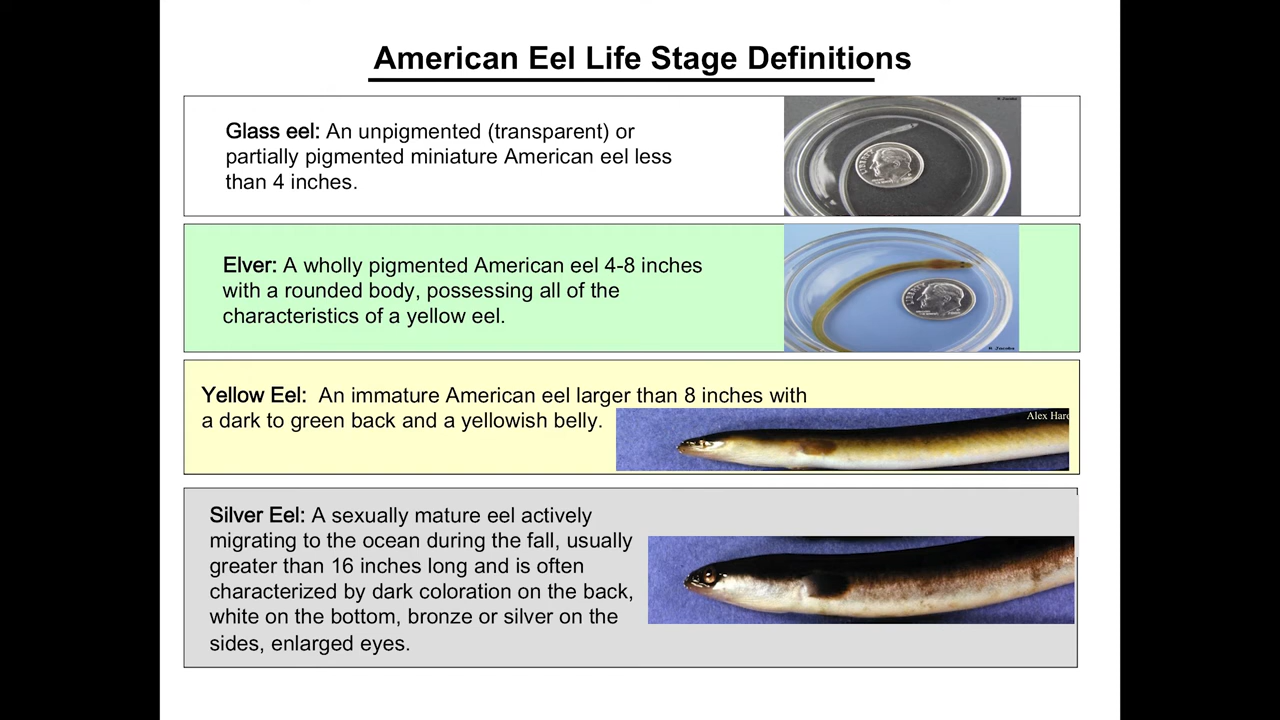 American Eel Life Stage Definitions
Glass eel: An unpigmented (transparent) or
partially pigmented miniature American eel less
than 4 inches.
LIBERTY
Elver: A wholly pigmented American eel 4-8 inches
with a rounded body, possessing all of the
characteristics of a yellow eel.
LIBERTY
Yellow Eel:  An immature American eel larger than 8 inches with
a dark to green back and a yellowish belly.
Alex Haro
Silver Eel: A sexually mature eel actively
migrating to the ocean during the fall, usually
greater than 16 inches long and is often
characterized by dark coloration on the back,
white on the bottom, bronze or silver on the
sides, enlarged eyes.